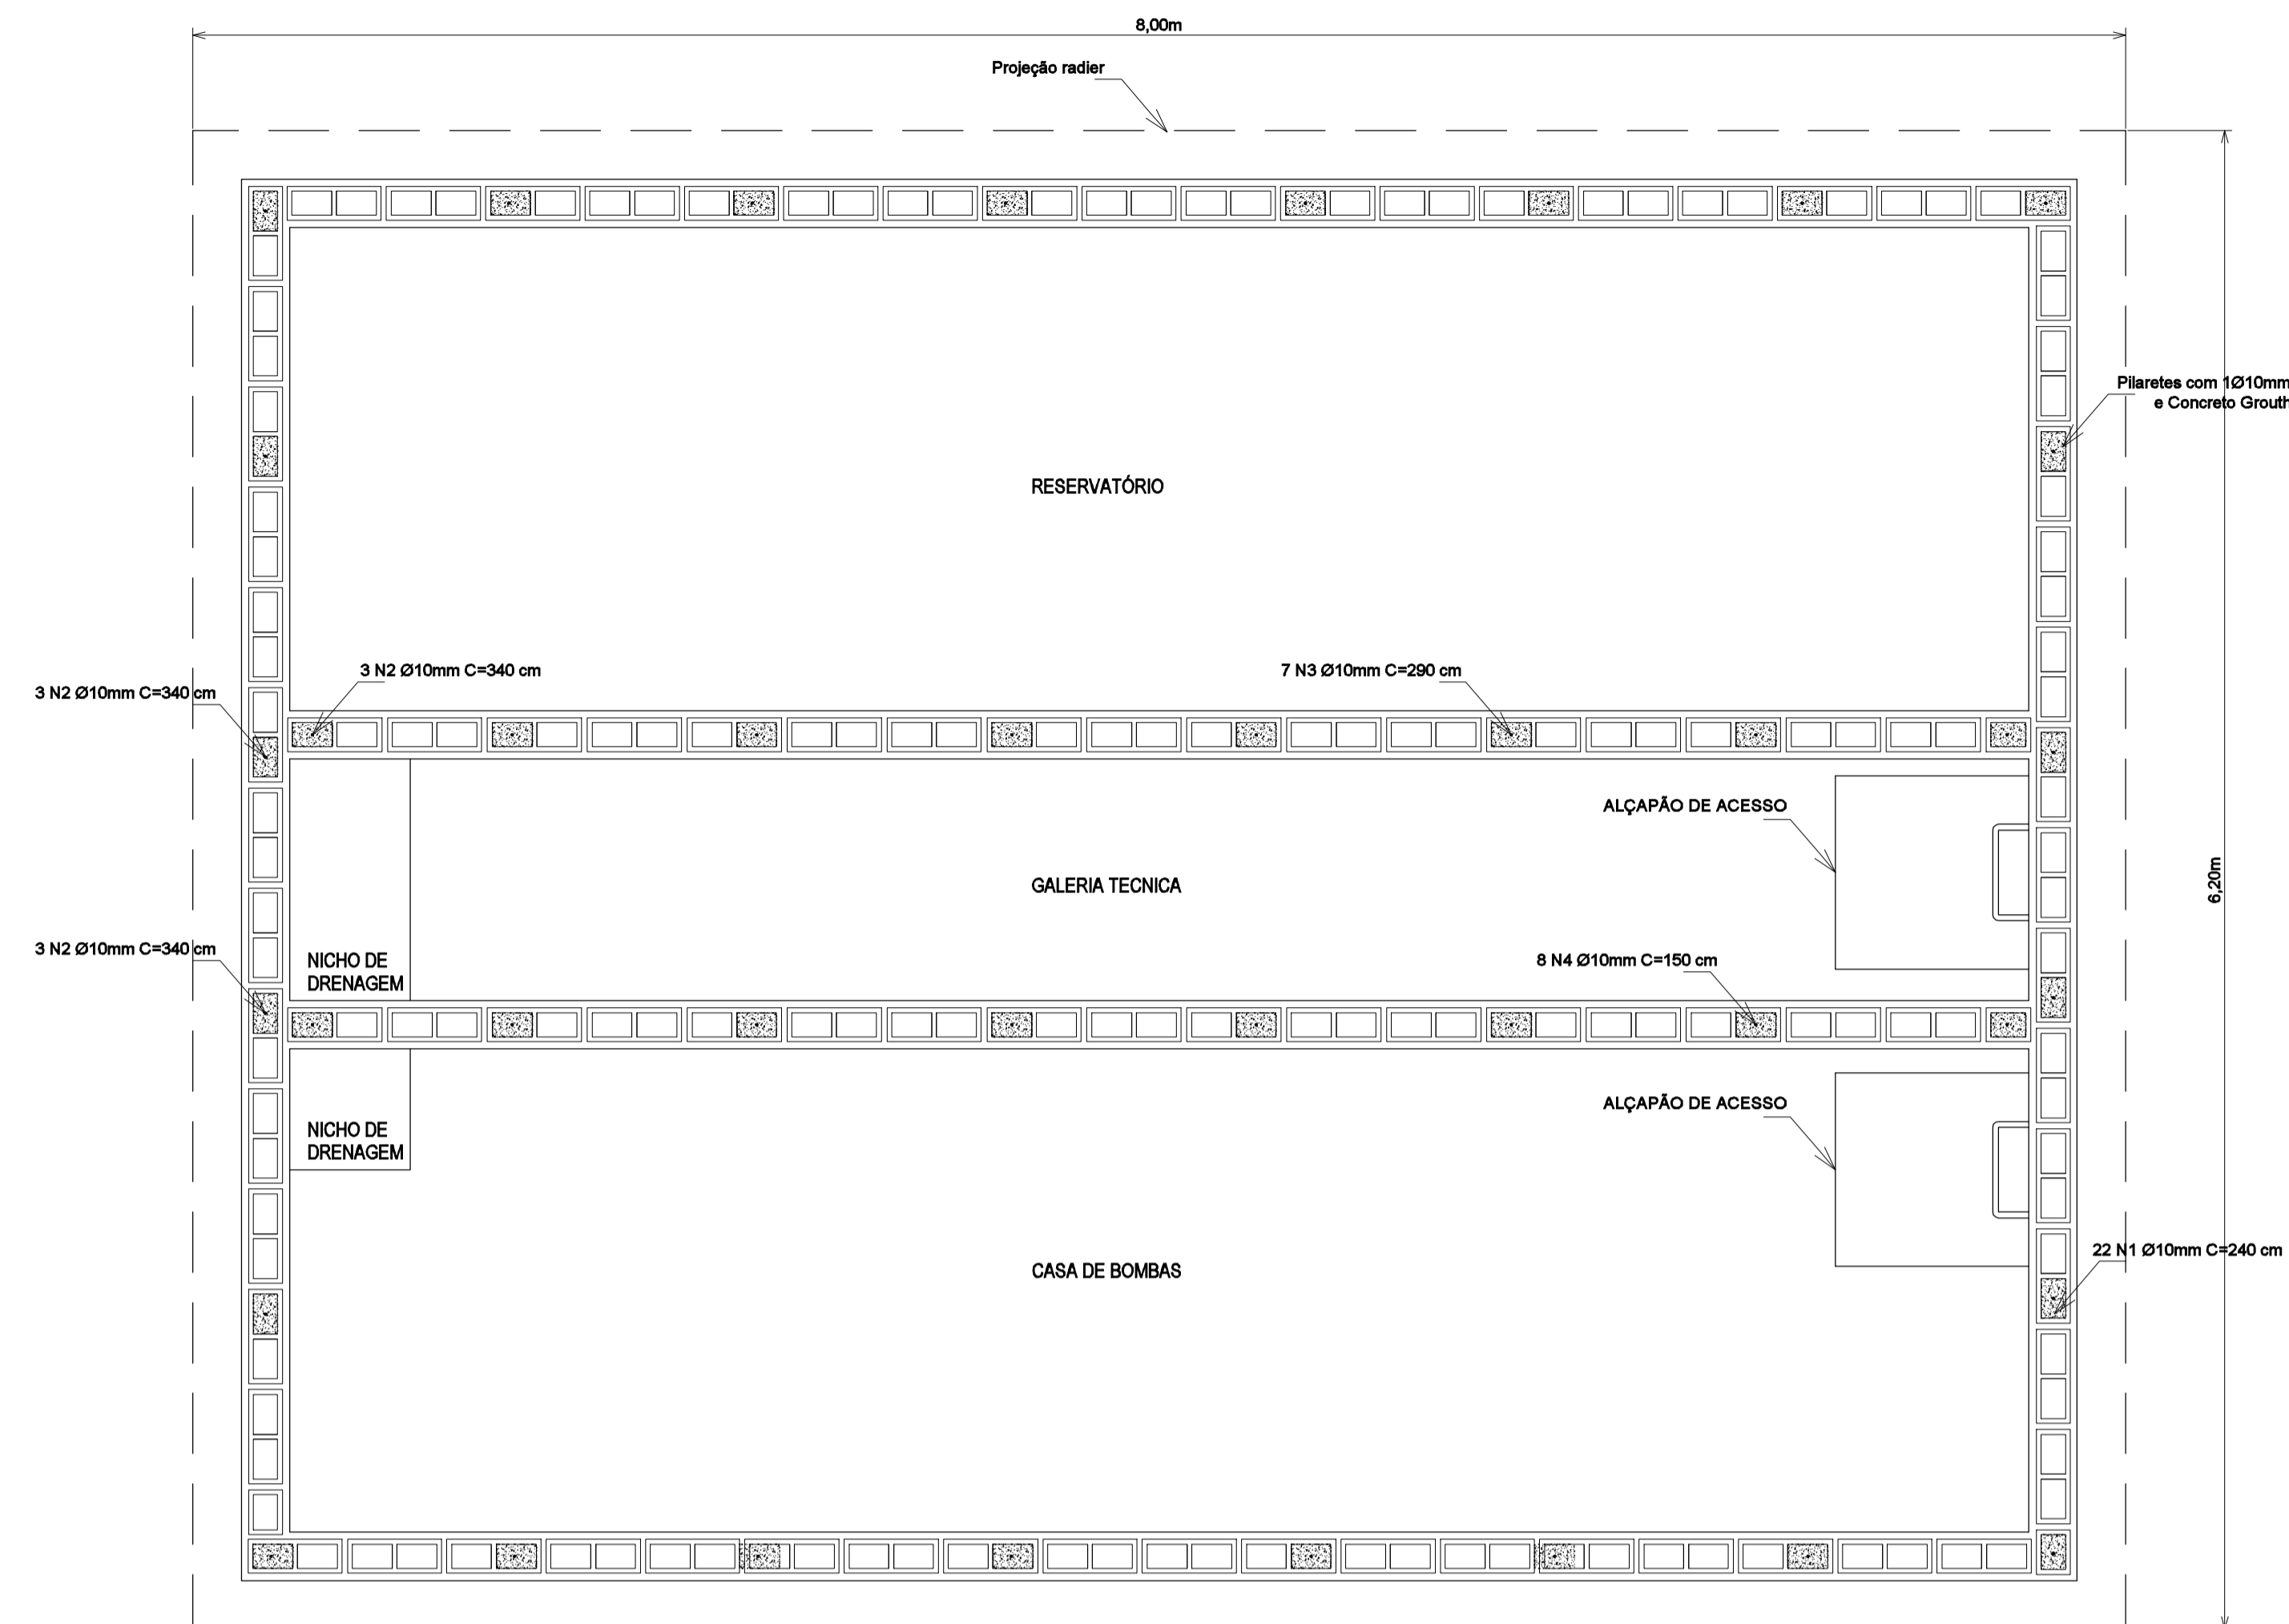 8,00m
Projeção radier
Pilaretes com 1Ø10mm
e Concreto Grouth
RESERVATÓRIO
3 N2 Ø10mm C=340 cm
7 N3 Ø10mm C=290 cm
3 N2 Ø10mm C=340 cm
ALÇAPÃO DE ACESSO
GALERIA TECNICA
6,20m
3 N2 Ø10mm C=340 cm
NICHO DE
DRENAGEM
8 N4 Ø10mm C=150 cm
ALÇAPÃO DE ACESSO
NICHO DE
DRENAGEM
22 N1 Ø10mm C=240 cm
CASA DE BOMBAS